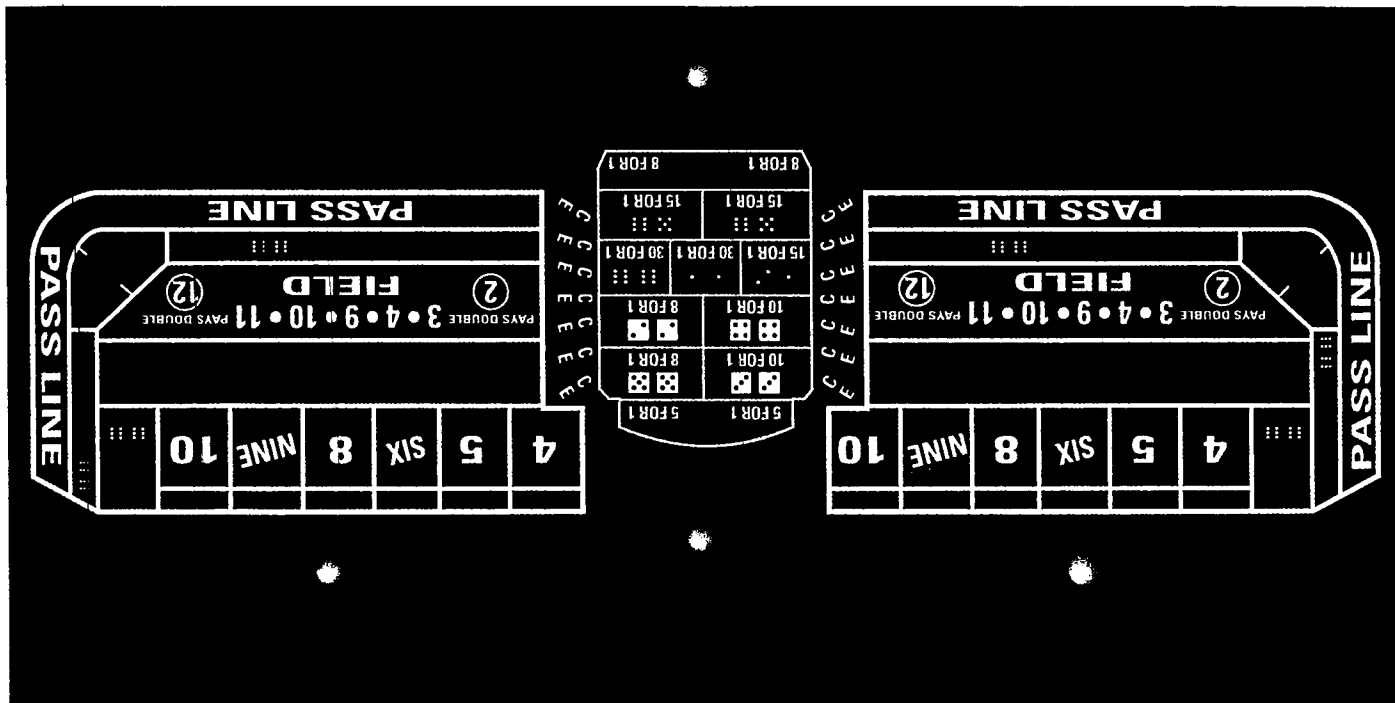 4 5 SIX 8 NINE 10
PASS LINE
PAYS DOUBLE 3 • 4 • 9 • 10 • 11 PAYS DOUBLE
2 FIELD 12
PASS LINE
E C
E C
E C
E C
E C
E C
E C
5 FOR 1 5 FOR 1
10 FOR 1 8 FOR 1
10 FOR 1 8 FOR 1
15 FOR 1 30 FOR 1 30 FOR 1
15 FOR 1 15 FOR 1
8 FOR 1 8 FOR 1
C E
C E
C E
C E
C E
C E
C E
4 5 SIX 8 NINE 10
PAYS DOUBLE 3 • 4 • 9 • 10 • 11 PAYS DOUBLE
2 FIELD 12
PASS LINE
PASS LINE